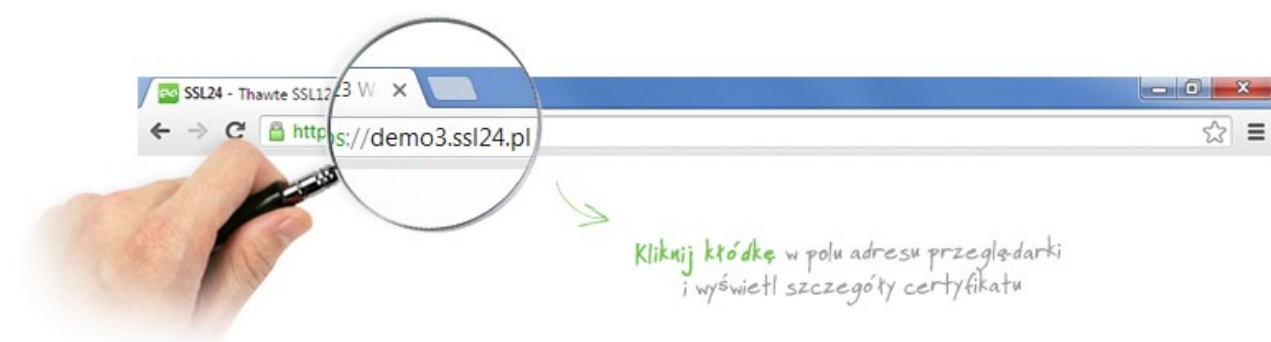 SSL24 - Thawte SSL123 W
https://demo3.ssl24.pl
Kliknij kłódkę w polu adresu przeglądarki
i wyświetl szczegóły certyfikatu